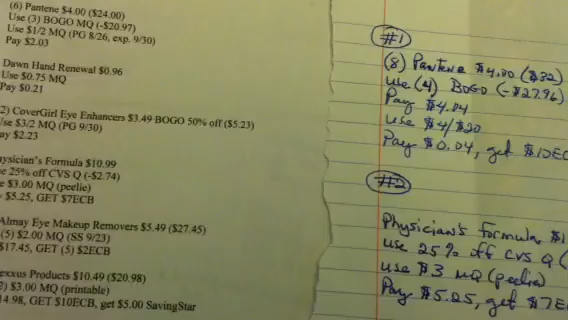 (6) Pantene $4.00 ($24.00)
Use (3) BOGO MQ (-$20.97)
Use $1/2 MQ (PG 8/26, exp. 9/30)
Pay $2.03
Dawn Hand Renewal $0.96
Use $0.75 MQ
Pay $0.21
2) CoverGirl Eye Enhancers $3.49 BOGO 50% off ($5.23)
se $3/2 MQ (PG 9/30)
ay $2.23
ysician's Formula $10.99
e 25% off CVS Q (-$2.74)
e $3.00 MQ (peelie)
$5.25, GET $7ECB
Almay Eye Makeup Removers $5.49 ($27.45)
(5) $2.00 MQ (SS 9/23)
$17.45, GET (5) $2ECB
exxus Products $10.49 ($20.98)
2) $3.00 MQ (printable)
14.98, GET $10ECB, get $5.00 SavingStar
#1
(8) Pantene $4.00 ($32)
use (4) BOGO (-$27.96)
Pay $4.04
use $4/$20
Pay $0.04, get $10EC
#2
Physician's Formula $1
use 25% off CVS Q (
use $3 MQ (peelie)
Pay $5.25, get $7E